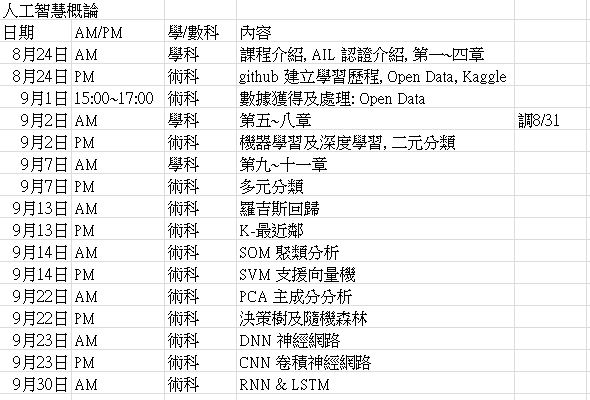 人工智慧概論
日期 AM/PM 學/數科 內容
8月24日 AM 學科 課程介紹, AIL 認證介紹, 第一~四章
8月24日 PM 術科 github 建立學習歷程, Open Data, Kaggle
9月1日 15:00~17:00 術科 數據獲得及處理: Open Data
9月2日 AM 學科 第五~八章 調8/31
9月2日 PM 術科 機器學習及深度學習, 二元分類
9月7日 AM 學科 第九~十一章
9月7日 PM 術科 多元分類
9月13日 AM 術科 羅吉斯回歸
9月13日 PM 術科 K-最近鄰
9月14日 AM 術科 SOM 聚類分析
9月14日 PM 術科 SVM 支援向量機
9月22日 AM 術科 PCA 主成分分析
9月22日 PM 術科 決策樹及隨機森林
9月23日 AM 術科 DNN 神經網路
9月23日 PM 術科 CNN 卷積神經網路
9月30日 AM 術科 RNN & LSTM